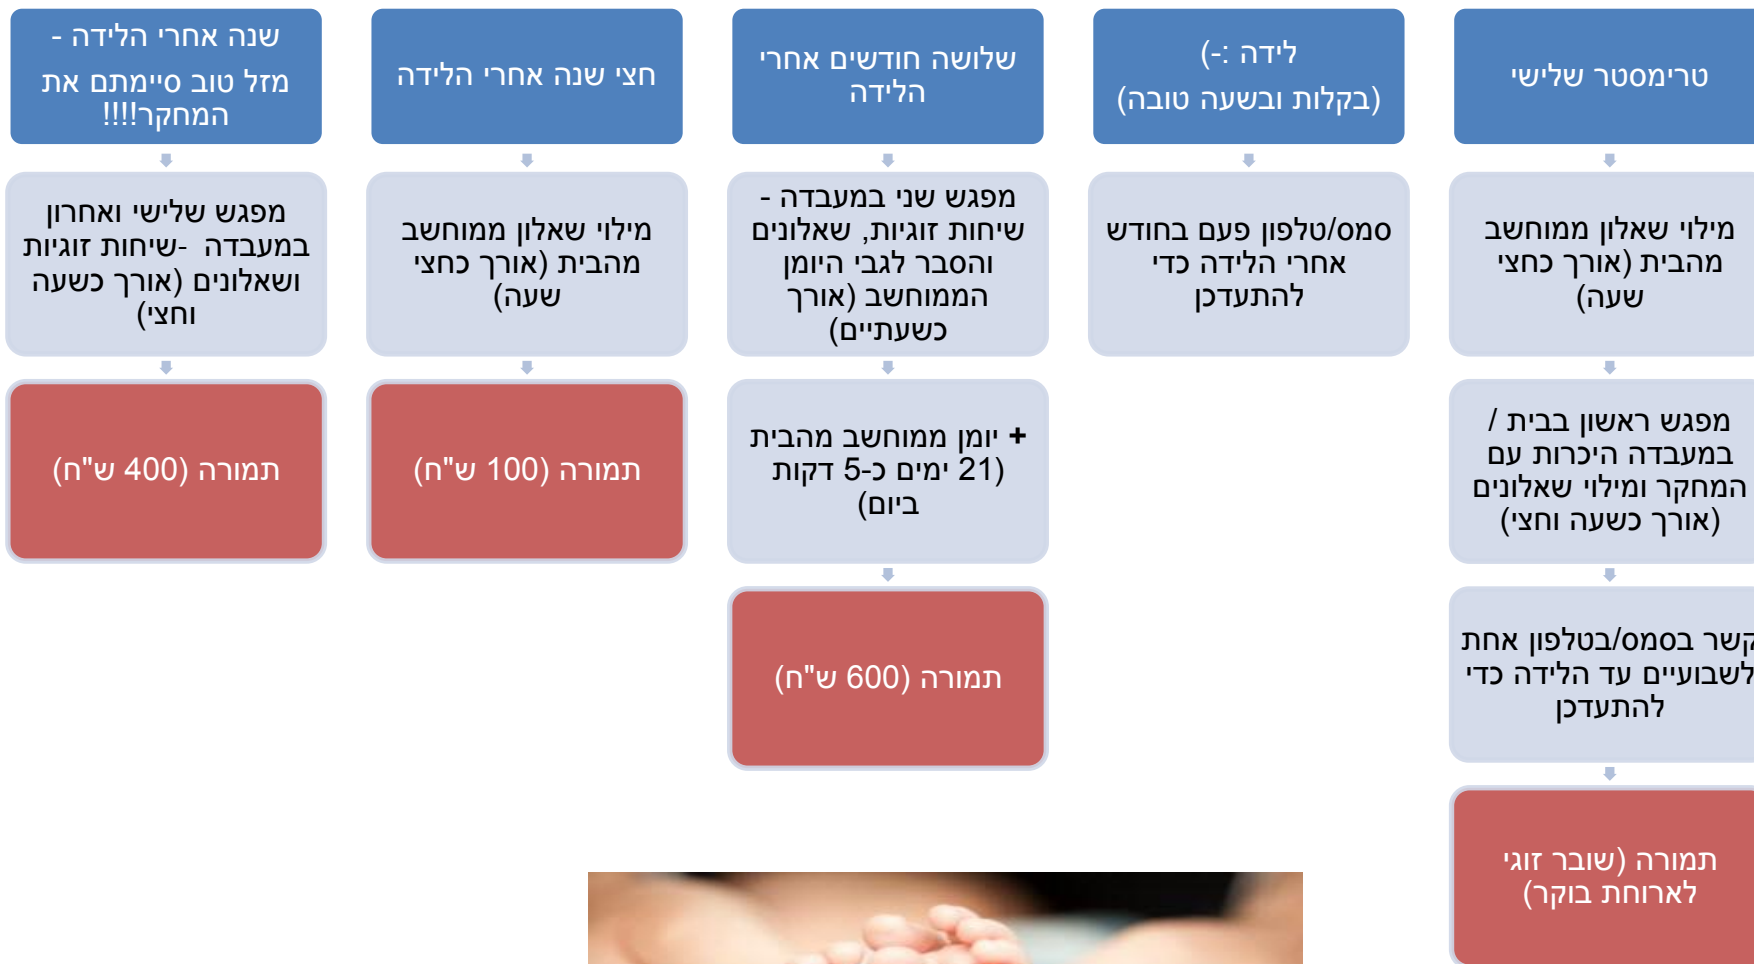 טרימסטר שלישי
מילוי שאלון ממוחשב
מהבית (אורך כחצי
שעה)
מפגש ראשון בבית /
במעבדה היכרות עם
המחקר ומילוי שאלונים
(אורך כשעה וחצי)
קשר בסמס/בטלפון אחת
לשבועיים עד הלידה כדי
להתעדכן
תמורה (שובר זוגי
לארוחת בוקר)
לידה :-)
(בקלות ובשעה טובה)
סמס/טלפון פעם בחודש
אחרי הלידה כדי
להתעדכן
שלושה חודשים אחרי
הלידה
מפגש שני במעבדה -
שיחות זוגיות, שאלונים
והסבר לגבי היומן
הממוחשב (אורך
כשעתיים)
+ יומן ממוחשב מהבית
(21 ימים כ-5 דקות
ביום)
תמורה (600 ש"ח)
חצי שנה אחרי הלידה
מילוי שאלון ממוחשב
מהבית (אורך כחצי
שעה)
תמורה (100 ש"ח)
שנה אחרי הלידה -
מזל טוב סיימתם את
המחקר!!!!
מפגש שלישי ואחרון
במעבדה -שיחות זוגיות
ושאלונים (אורך כשעה
וחצי)
תמורה (400 ש"ח)